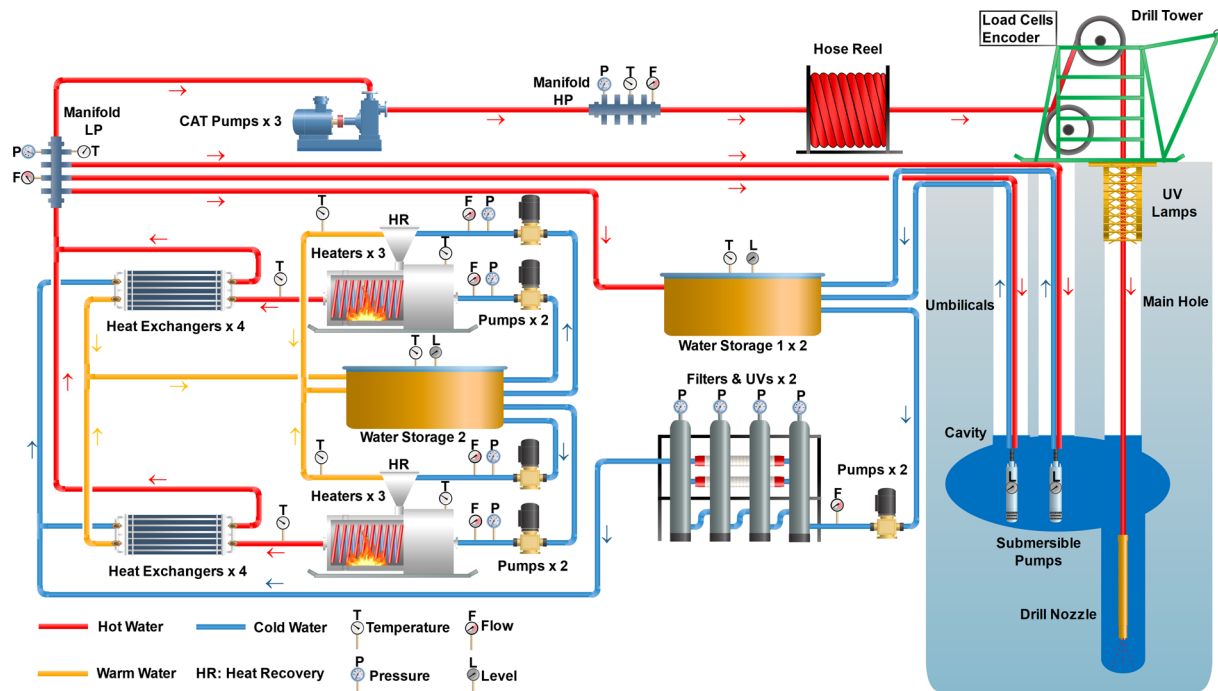 Load Cells
Encoder
Drill Tower
Hose Reel
Manifold
HP
P
T
F
CAT Pumps x 3
Manifold
LP
P
T
F
UV
Lamps
T
HR
F
P
Heaters x 3
T
T
F
P
Pumps x 2
Heat Exchangers x 4
T
L
Water Storage 1 x 2
Umbilicals
Main Hole
T
L
Water Storage 2
Filters & UVs x 2
P
P
P
P
Cavity
T
HR
F
P
Heaters x 3
T
T
F
P
Pumps x 2
Heat Exchangers x 4
Pumps x 2
F
L
L
Submersible
Pumps
Drill Nozzle
Hot Water
Cold Water
T
Temperature
F
Flow
Warm Water
HR: Heat Recovery
P
Pressure
L
Level